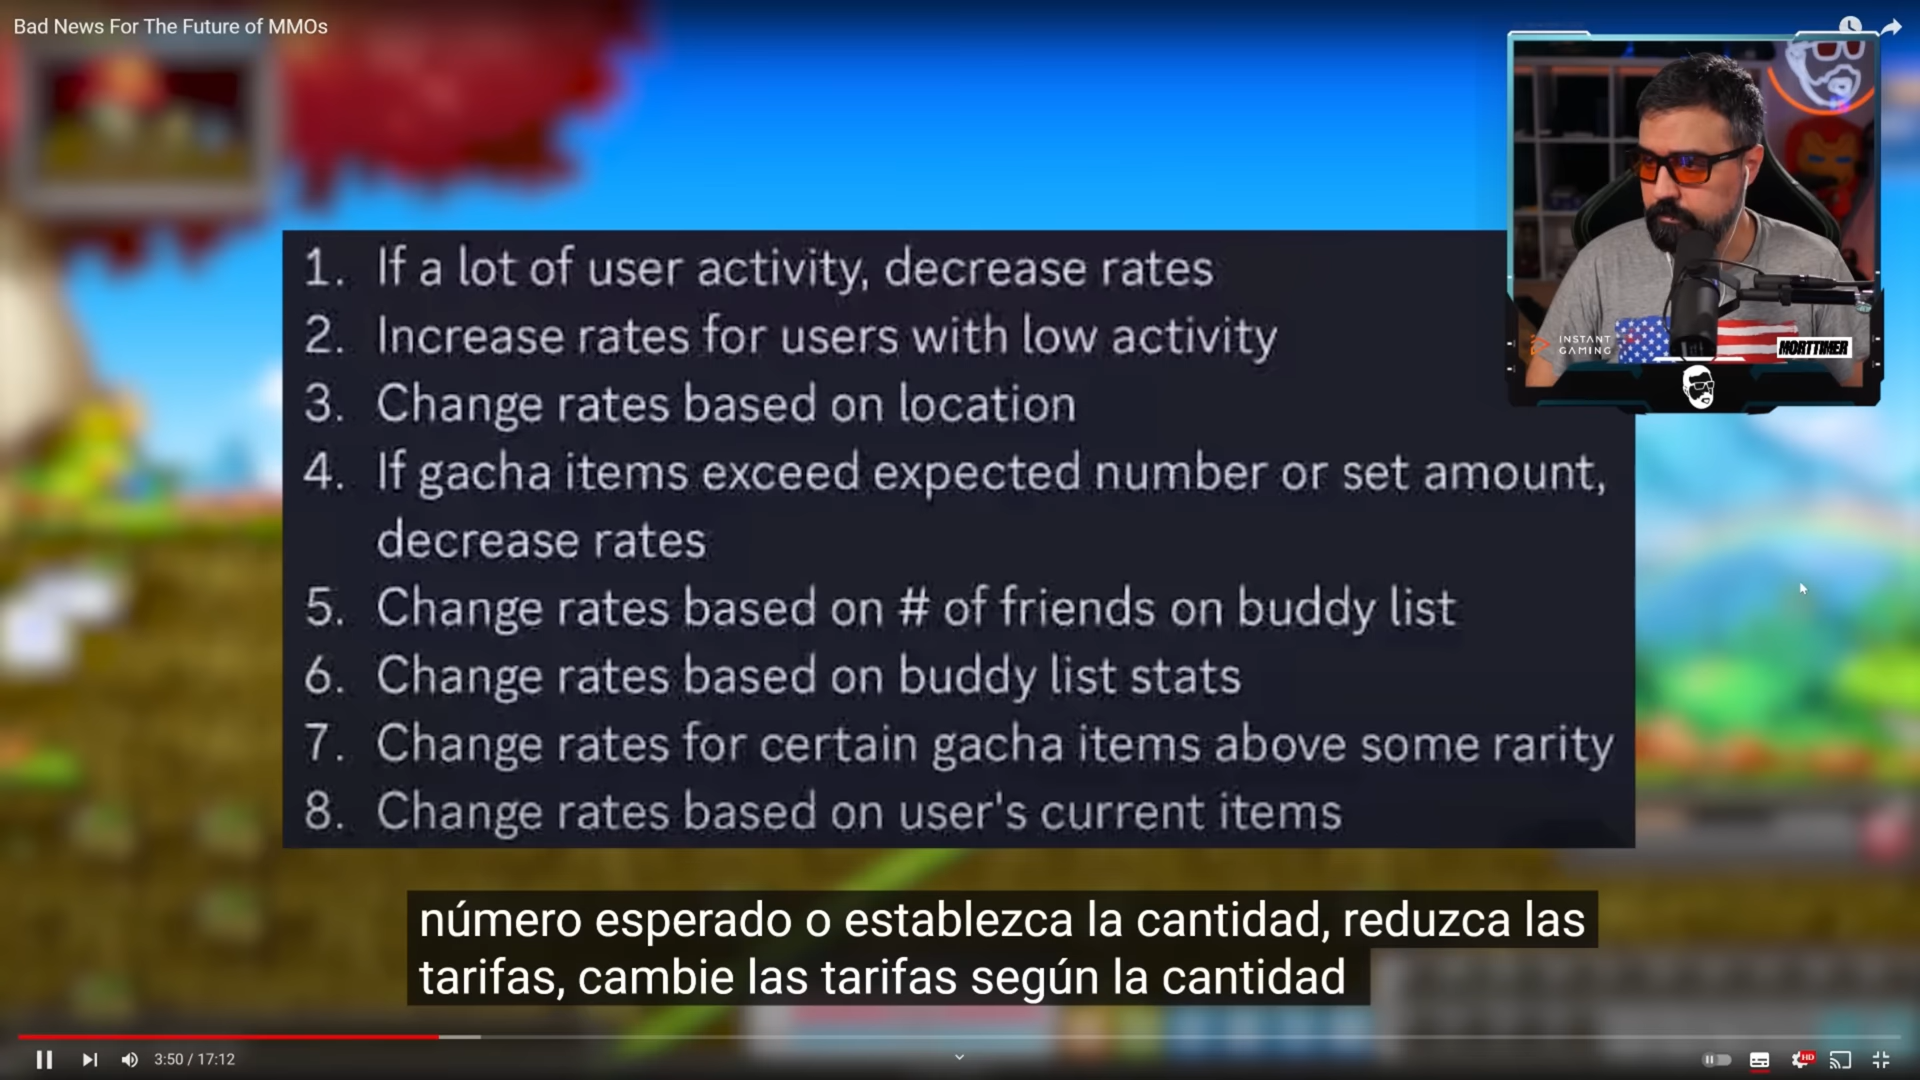 Bad News For The Future of MMOs
1. If a lot of user activity, decrease rates
2. Increase rates for users with low activity
3. Change rates based on location
4. If gacha items exceed expected number or set amount,
decrease rates
5. Change rates based on # of friends on buddy list
6. Change rates based on buddy list stats
7. Change rates for certain gacha items above some rarity
8. Change rates based on user's current items
INSTANT
GAMING
MORTTIMER
número esperado o establezca la cantidad, reduzca las
tarifas, cambie las tarifas según la cantidad
3:50 / 17:12
HD